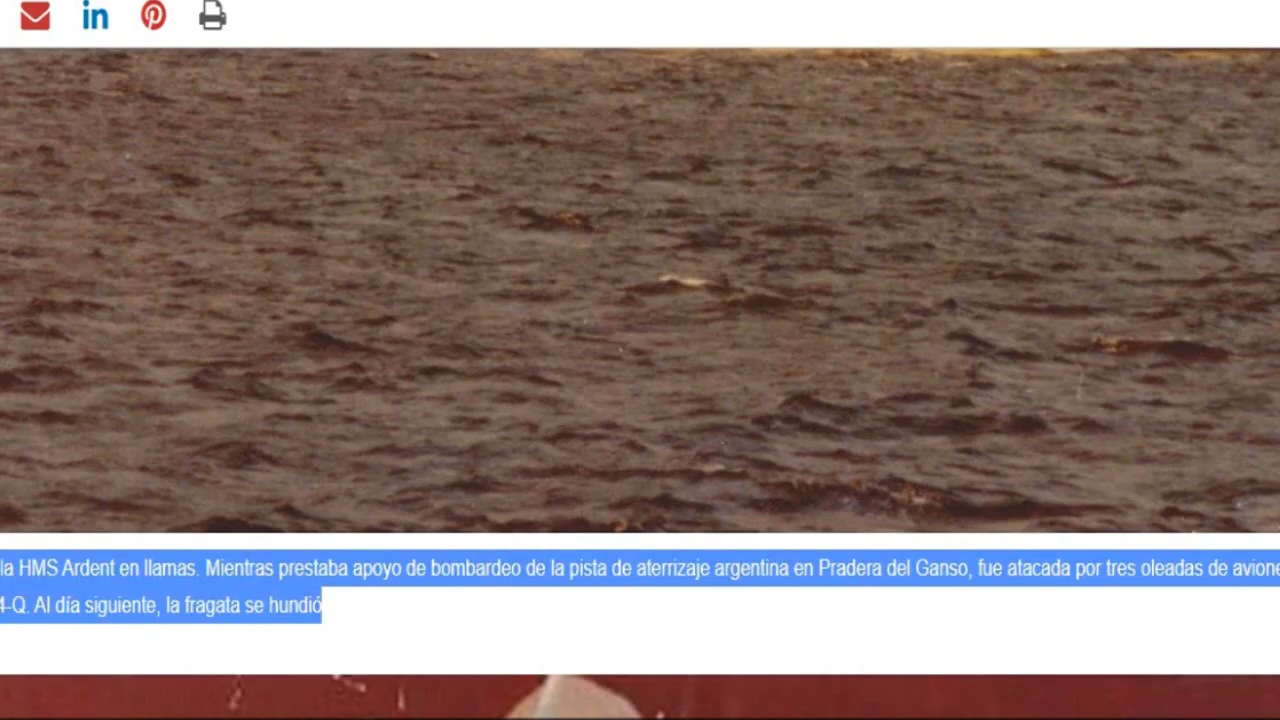 la HMS Ardent en llamas. Mientras prestaba apoyo de bombardeo de la pista de aterrizaje argentina en Pradera del Ganso, fue atacada por tres oleadas de avione
4-Q. Al día siguiente, la fragata se hundió